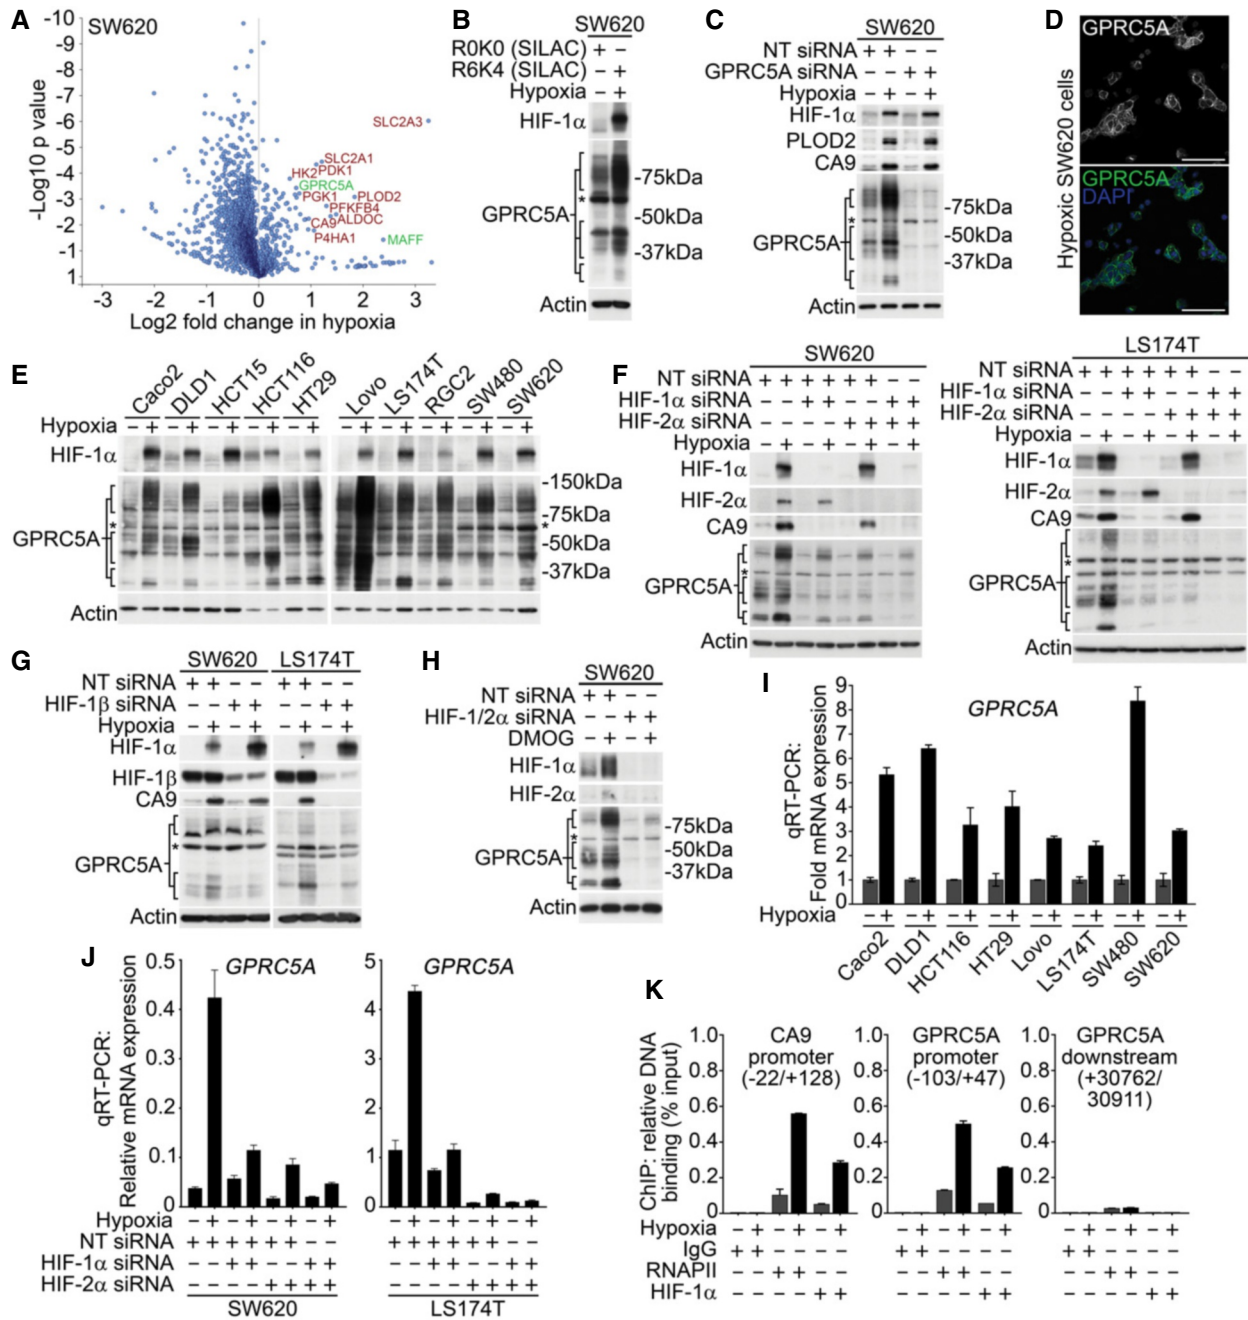 A
SW620
-Log10 p value
-10
-9
-8
-7
-6
-5
-4
-3
-2
-1
1
SLC2A3
SLC2A1
HK2 PDK1
GPRC5A
PGK1 PLOD2
PFKFB4
CA9 ALDOC
P4HA1
MAFF
-3 -2 -1 0 1 2 3
Log2 fold change in hypoxia
B
SW620
R0K0 (SILAC) + -
R6K4 (SILAC) - +
Hypoxia - +
HIF-1α
-75kDa
*
GPRC5A
-50kDa
-37kDa
Actin
C
SW620
NT siRNA + + - -
GPRC5A siRNA - - + +
Hypoxia - + - +
HIF-1α
PLOD2
CA9
-75kDa
*
GPRC5A
-50kDa
-37kDa
Actin
D
Hypoxic SW620 cells
GPRC5A
GPRC5A
DAPI
E
Caco2 DLD1 HCT15 HCT116 HT29 Lovo LS174T RGC2 SW480 SW620
Hypoxia - + - + - + - + - + - + - + - + - + - +
HIF-1α
-150kDa
-75kDa
*
GPRC5A
-50kDa
-37kDa
Actin
F
SW620
NT siRNA + + + + + + - -
HIF-1α siRNA - - + + - - + +
HIF-2α siRNA - - - - + + + +
Hypoxia - + - + - + - +
HIF-1α
HIF-2α
CA9
*
GPRC5A
Actin
LS174T
NT siRNA + + + + + + - -
HIF-1α siRNA - - + + - - + +
HIF-2α siRNA - - - - + + + +
Hypoxia - + - + - + - +
HIF-1α
HIF-2α
CA9
*
GPRC5A
Actin
G
SW620 LS174T
NT siRNA + + - - + + - -
HIF-1β siRNA - - + + - - + +
Hypoxia - + - + - + - +
HIF-1α
HIF-1β
CA9
*
GPRC5A
Actin
H
SW620
NT siRNA + + - -
HIF-1/2α siRNA - - + +
DMOG - + - +
HIF-1α
HIF-2α
-75kDa
*
GPRC5A
-50kDa
-37kDa
Actin
I
qRT-PCR:
Fold mRNA expression
GPRC5A
9
8
7
6
5
4
3
2
1
0
Hypoxia - + - + - + - + - + - + - + - +
Caco2 DLD1 HCT116 HT29 Lovo LS174T SW480 SW620
J
qRT-PCR:
Relative mRNA expression
GPRC5A
0.5
0.4
0.3
0.2
0.1
0
GPRC5A
5
4
3
2
1
0
Hypoxia - + - + - + - + - + - + - + - +
NT siRNA + + + + + + - - + + + + + + - -
HIF-1α siRNA - - + + - - + + - - + + - - + +
HIF-2α siRNA - - - - + + + + - - - - + + + +
SW620 LS174T
K
ChIP: relative DNA
binding (% input)
CA9
promoter
(-22/+128)
1.0
0.8
0.6
0.4
0.2
0
GPRC5A
promoter
(-103/+47)
1.0
0.8
0.6
0.4
0.2
0
GPRC5A
downstream
(+30762/
30911)
1.0
0.8
0.6
0.4
0.2
0
Hypoxia - + - + - + - + - + - + - + - + - +
IgG + + - - - - + + - - - - + + - - - -
RNAPII - - + + - - - - + + - - - - + + - -
HIF-1α - - - - + + - - - - + + - - - - + +